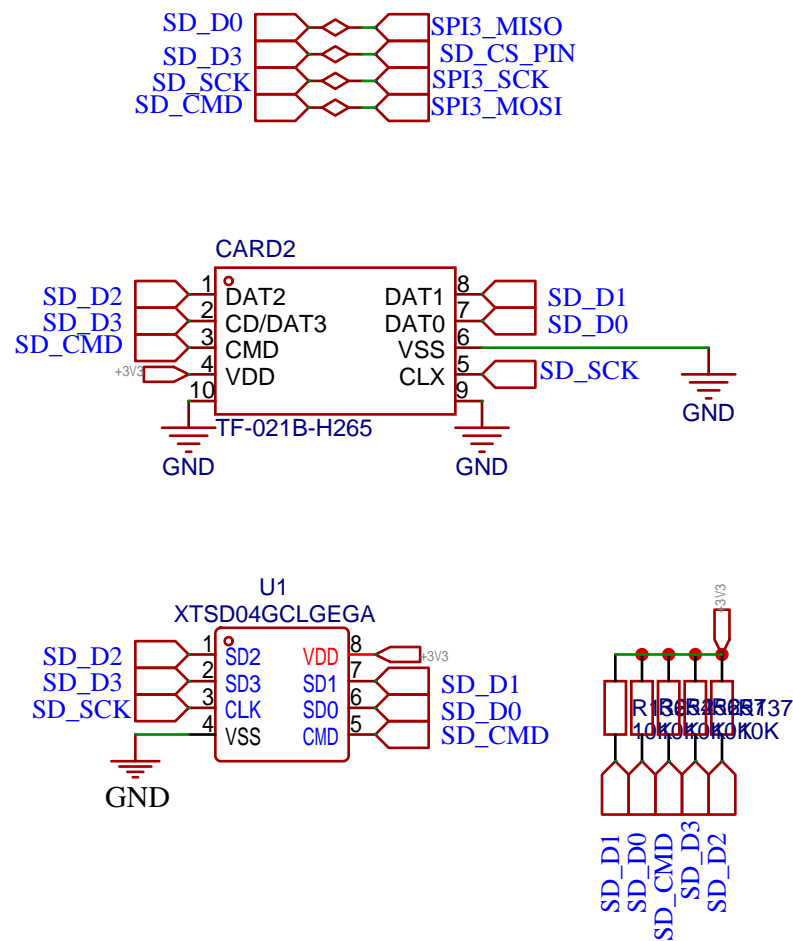 SD_D0 SPI3_MISO
SD_D3 SD_CS_PIN
SD_SCK SPI3_SCK
SD_CMD SPI3_MOSI
CARD2
SD_D2 1 DAT2 DAT1 8 SD_D1
SD_D3 2 CD/DAT3 DAT0 7 SD_D0
SD_CMD 3 CMD VSS 6
+3V3 4 VDD CLX 5 SD_SCK
10 9
TF-021B-H265
GND GND GND
U1
XTSD04GCLGEGA
SD_D2 1 SD2 VDD 8 +3V3
SD_D3 2 SD3 SD1 7 SD_D1
SD_SCK 3 CLK SD0 6 SD_D0
4 VSS CMD 5 SD_CMD
GND
+3V3
10K
SD_D1
SD_D0
SD_CMD
SD_D3
SD_D2